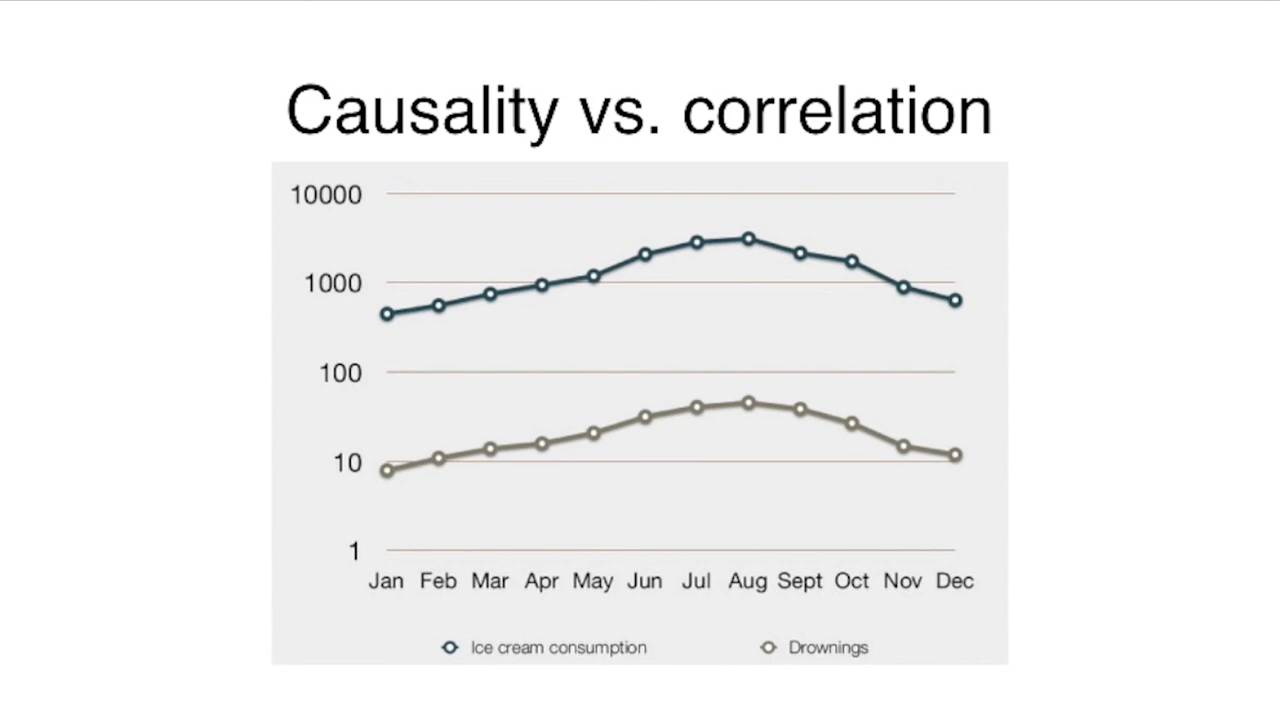 Causality vs. correlation
10000
1000
100
10
1
Jan Feb Mar Apr May Jun Jul Aug Sept Oct Nov Dec
Ice cream consumption Drownings